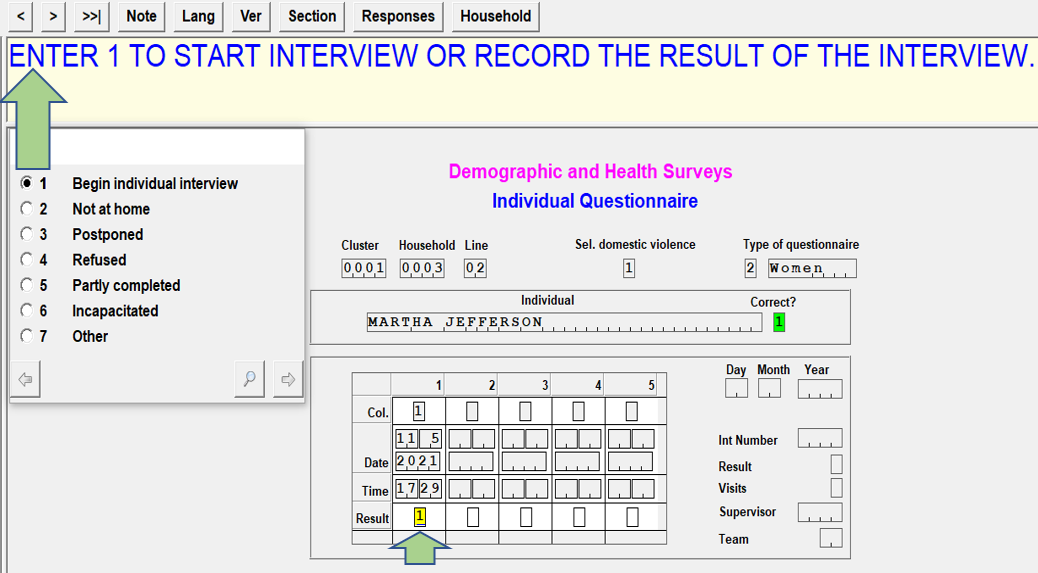 < > >>| Note Lang Ver Section Responses Household
ENTER 1 TO START INTERVIEW OR RECORD THE RESULT OF THE INTERVIEW.
1 Begin individual interview
2 Not at home
3 Postponed
4 Refused
5 Partly completed
6 Incapacitated
7 Other
Demographic and Health Surveys
Individual Questionnaire
Cluster Household Line Sel. domestic violence Type of questionnaire
0001 0003 02 1 2 Women
Individual Correct?
MARTHA JEFFERSON 1
1 2 3 4 5
Col. 1
11 5
Date 2021
Time 17 29
Result 1
Day Month Year
Int Number
Result
Visits
Supervisor
Team